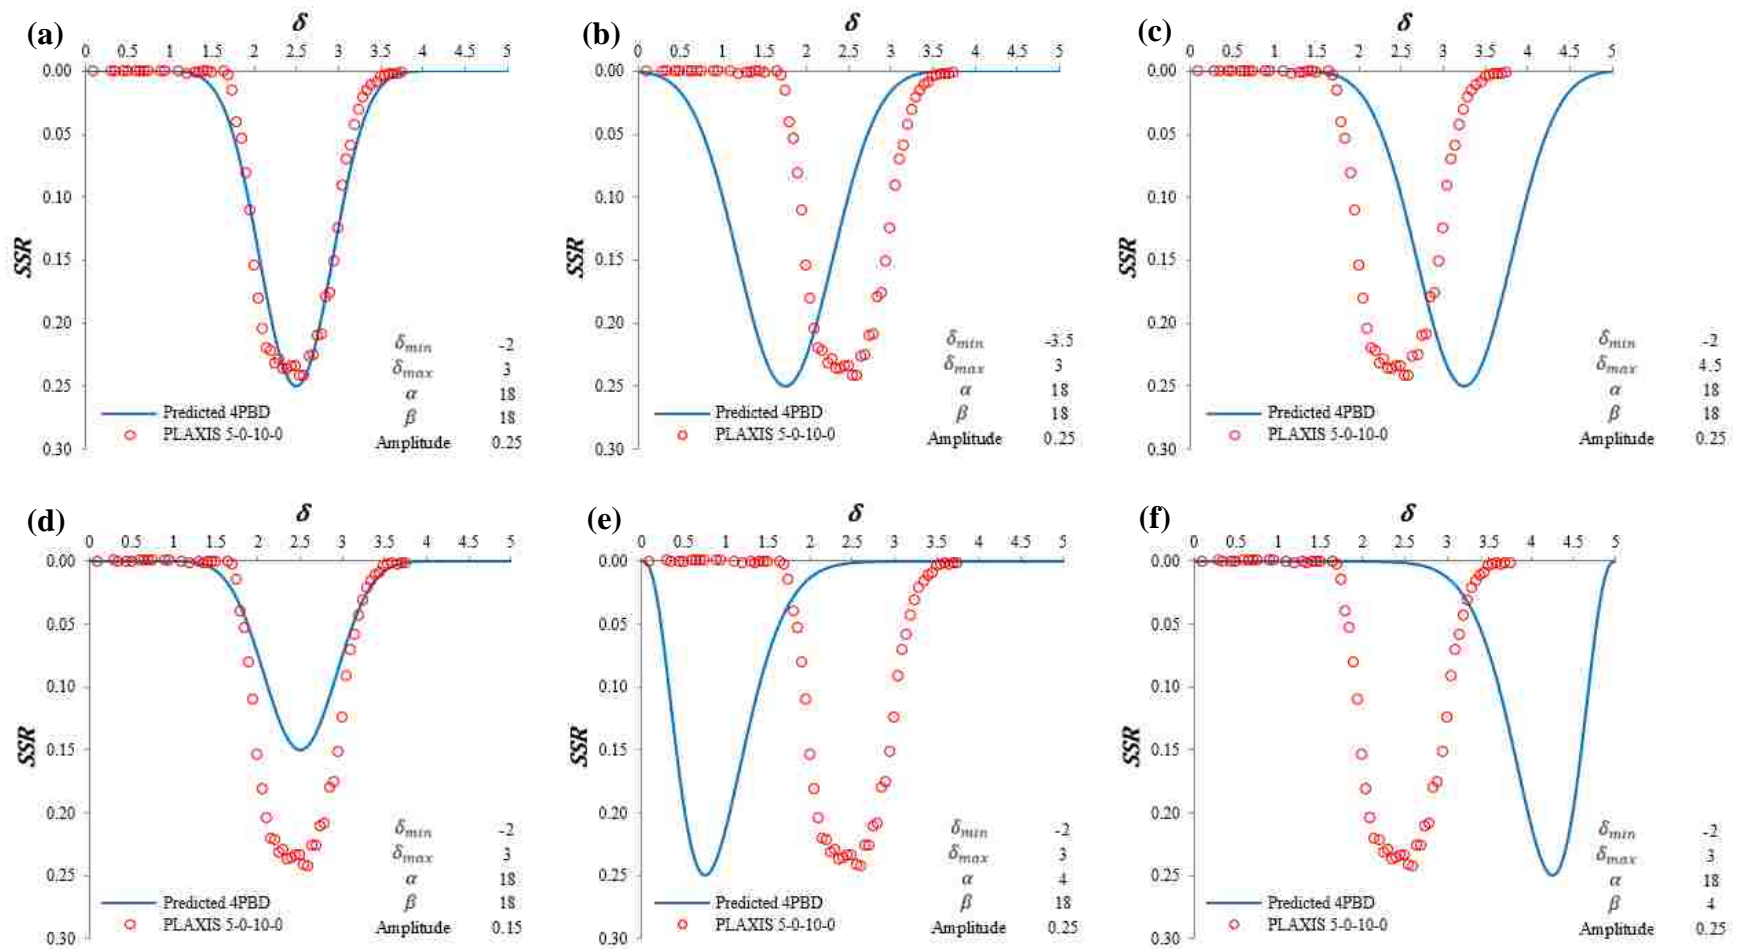 (a)
δ
0 0.5 1 1.5 2 2.5 3 3.5 4 4.5 5
0.00
0.05
0.10
0.15
0.20
0.25
0.30
SSR
δmin -2
δmax 3
α 18
β 18
Amplitude 0.25
Predicted 4PBD
PLAXIS 5-0-10-0
(b)
δ
0 0.5 1 1.5 2 2.5 3 3.5 4 4.5 5
0.00
0.05
0.10
0.15
0.20
0.25
0.30
SSR
δmin -3.5
δmax 3
α 18
β 18
Amplitude 0.25
Predicted 4PBD
PLAXIS 5-0-10-0
(c)
δ
0 0.5 1 1.5 2 2.5 3 3.5 4 4.5 5
0.00
0.05
0.10
0.15
0.20
0.25
0.30
SSR
δmin -2
δmax 4.5
α 18
β 18
Amplitude 0.25
Predicted 4PBD
PLAXIS 5-0-10-0
(d)
δ
0 0.5 1 1.5 2 2.5 3 3.5 4 4.5 5
0.00
0.05
0.10
0.15
0.20
0.25
0.30
SSR
δmin -2
δmax 3
α 18
β 18
Amplitude 0.15
Predicted 4PBD
PLAXIS 5-0-10-0
(e)
δ
0 0.5 1 1.5 2 2.5 3 3.5 4 4.5 5
0.00
0.05
0.10
0.15
0.20
0.25
0.30
SSR
δmin -2
δmax 3
α 4
β 18
Amplitude 0.25
Predicted 4PBD
PLAXIS 5-0-10-0
(f)
δ
0 0.5 1 1.5 2 2.5 3 3.5 4 4.5 5
0.00
0.05
0.10
0.15
0.20
0.25
0.30
SSR
δmin -2
δmax 3
α 18
β 4
Amplitude 0.25
Predicted 4PBD
PLAXIS 5-0-10-0